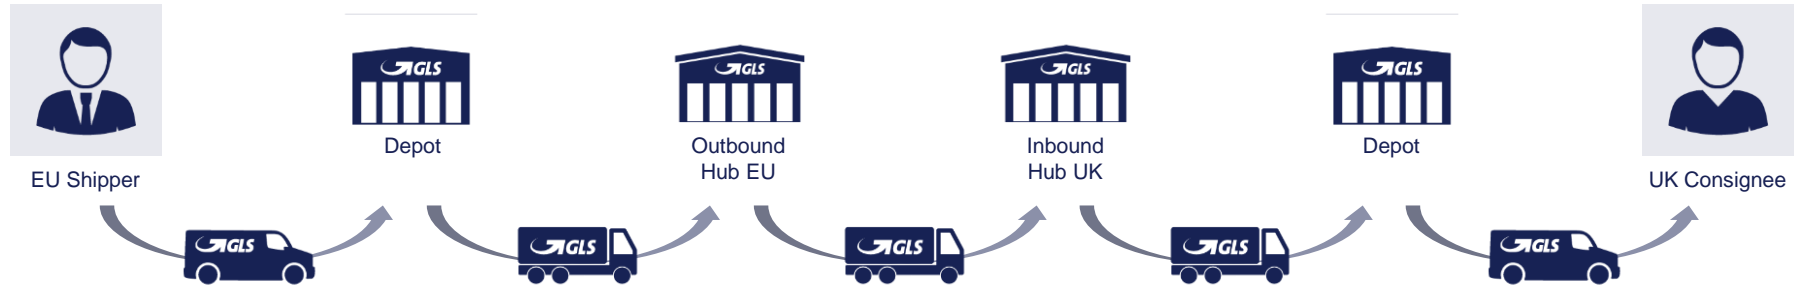 GLS
GLS
GLS
GLS
EU Shipper
Depot
Outbound
Hub EU
Inbound
Hub UK
Depot
UK Consignee
GLS
GLS
GLS
GLS
GLS